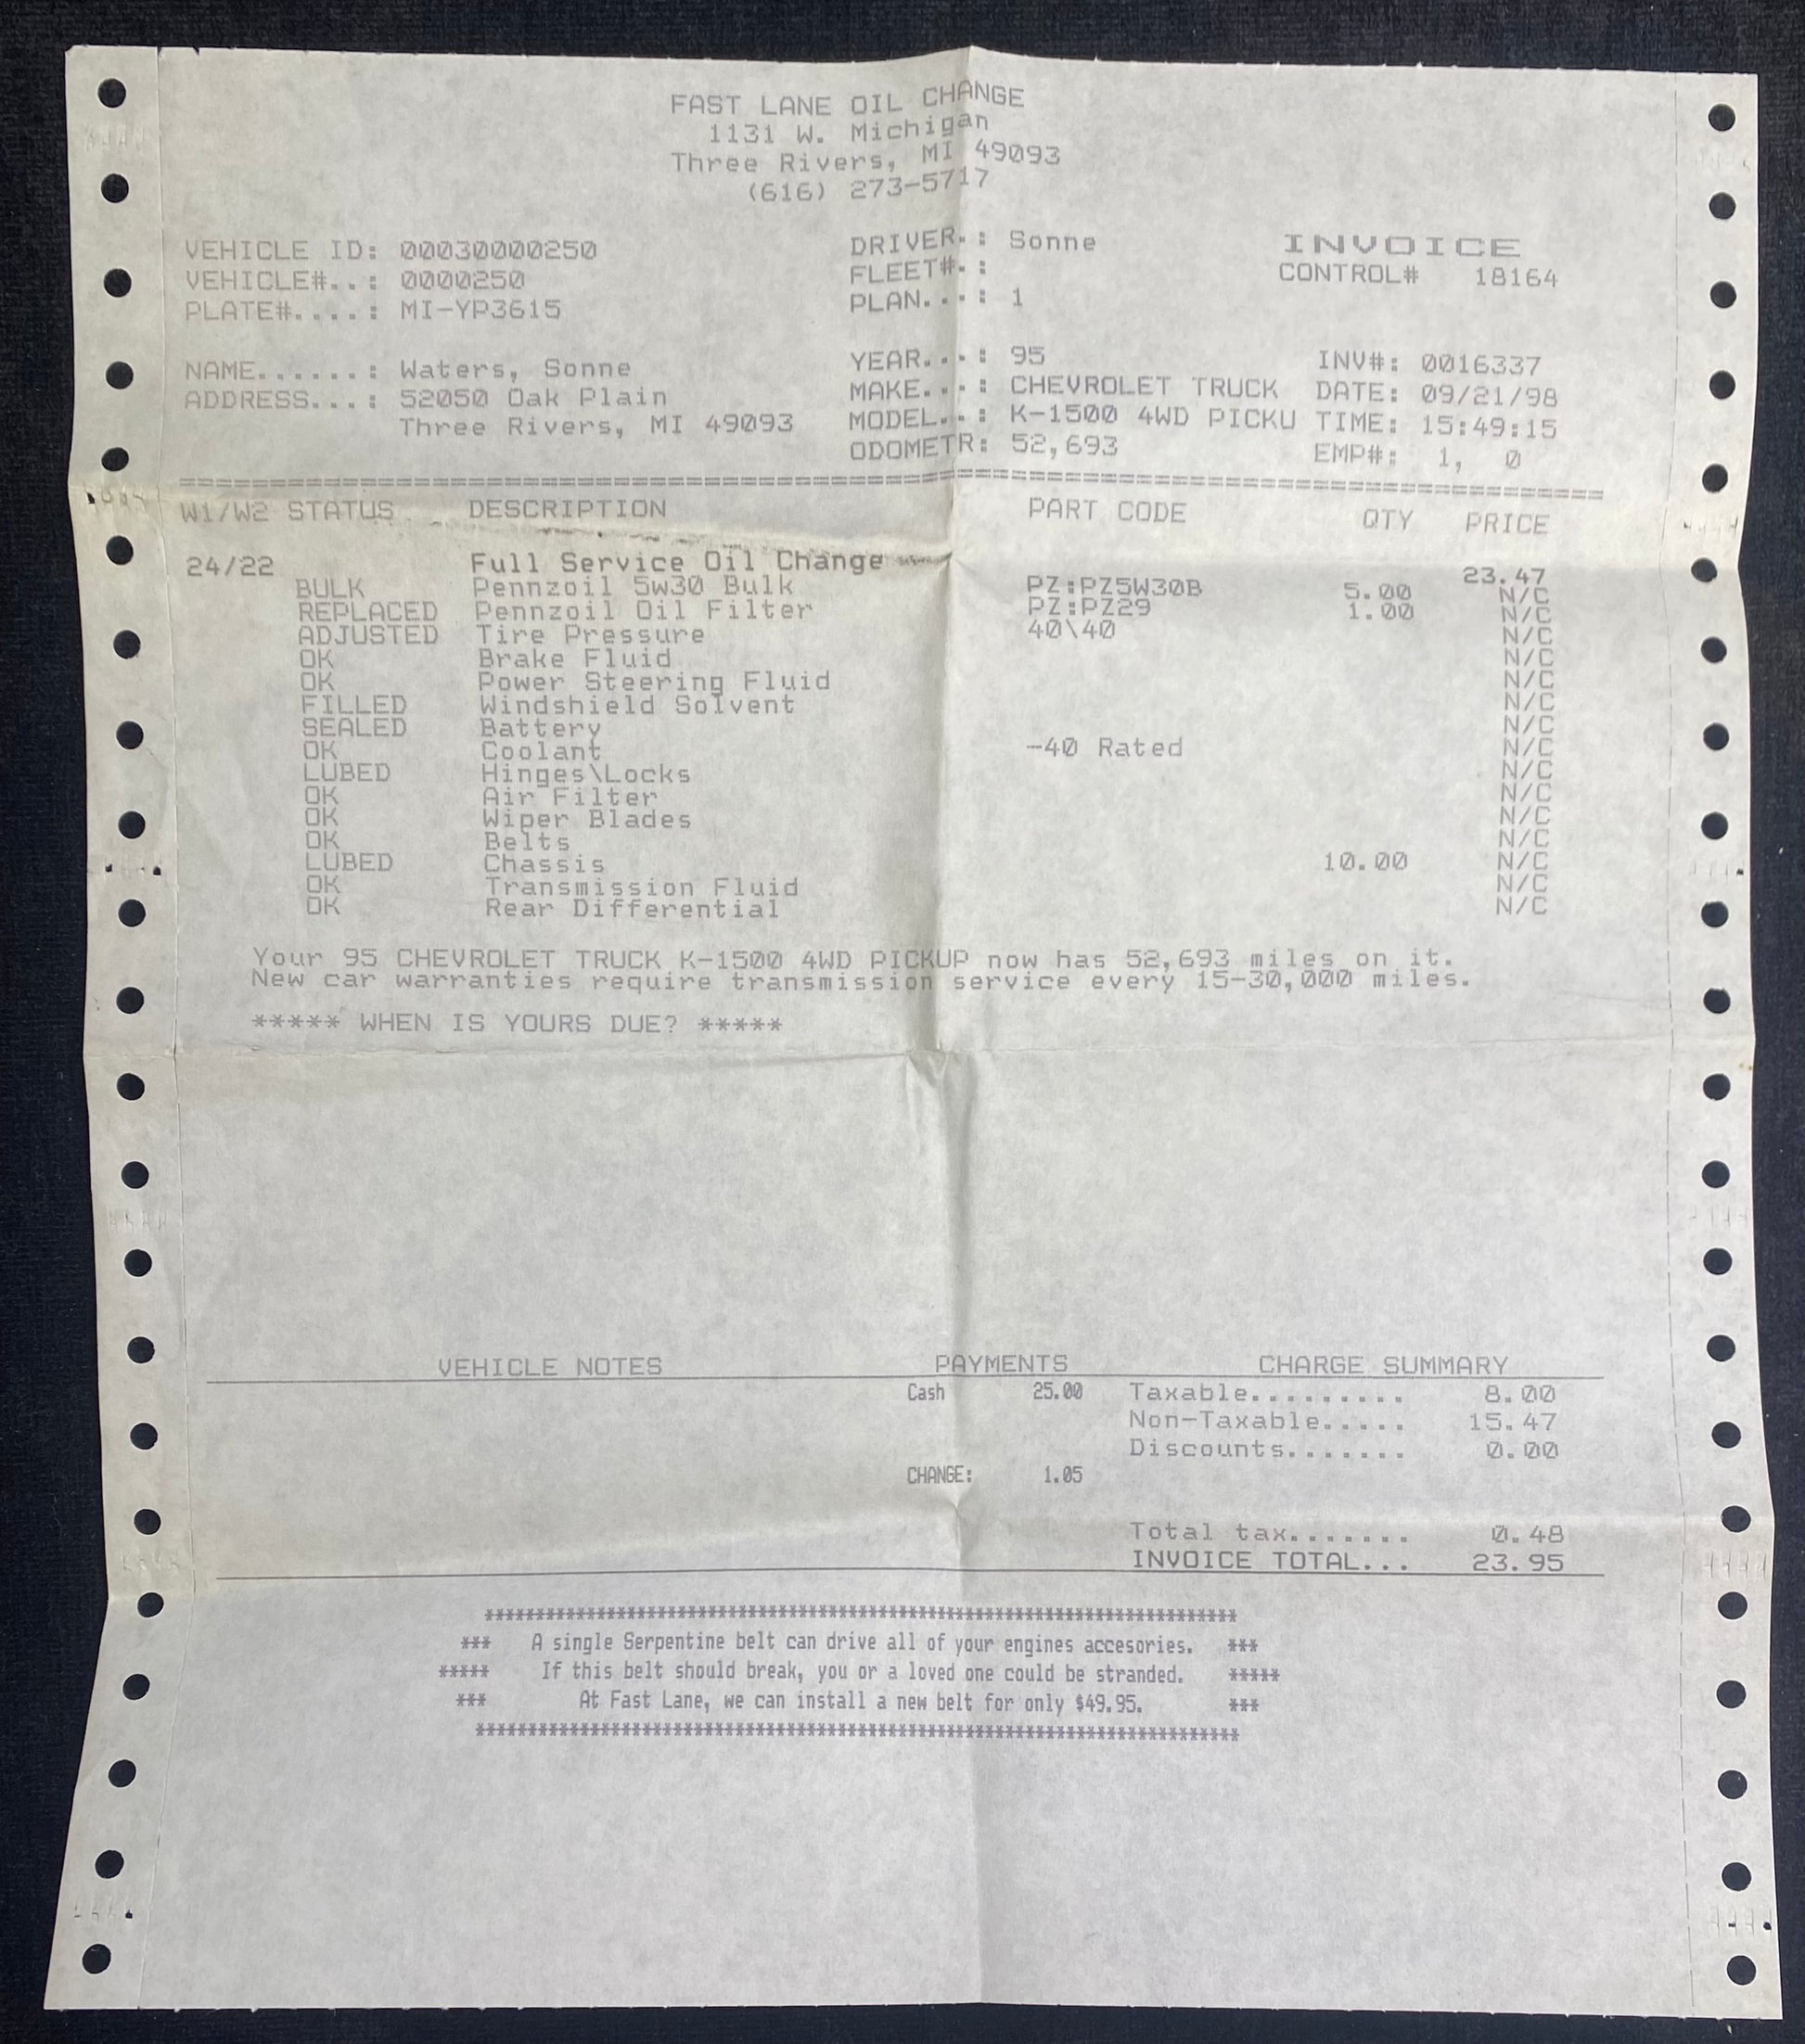 FAST LANE OIL CHANGE
1131 W. Michigan
Three Rivers, MI 49093
(616) 273-5717
VEHICLE ID: 00030000250 DRIVER.: Sonne INVOICE
VEHICLE#..: 0000250 FLEET#.: CONTROL# 18164
PLATE#....: MI-YP3615 PLAN...: 1
NAME......: Waters, Sonne YEAR...: 95 INV#: 0016337
ADDRESS...: 52050 Oak Plain MAKE...: CHEVROLET TRUCK DATE: 09/21/98
Three Rivers, MI 49093 MODEL..: K-1500 4WD PICKU TIME: 15:49:15
ODOMETR: 52,693 EMP#: 1, 0
================================================================================
W1/W2 STATUS DESCRIPTION PART CODE QTY PRICE
24/22 Full Service Oil Change 23.47
BULK Pennzoil 5w30 Bulk PZ:PZ5W30B 5.00 N/C
REPLACED Pennzoil Oil Filter PZ:PZ29 1.00 N/C
ADJUSTED Tire Pressure 40\40 N/C
OK Brake Fluid N/C
OK Power Steering Fluid N/C
FILLED Windshield Solvent N/C
SEALED Battery N/C
OK Coolant -40 Rated N/C
LUBED Hinges\Locks N/C
OK Air Filter N/C
OK Wiper Blades N/C
OK Belts N/C
LUBED Chassis 10.00 N/C
OK Transmission Fluid N/C
OK Rear Differential N/C
Your 95 CHEVROLET TRUCK K-1500 4WD PICKUP now has 52,693 miles on it.
New car warranties require transmission service every 15-30,000 miles.
***** WHEN IS YOURS DUE? *****
VEHICLE NOTES PAYMENTS CHARGE SUMMARY
Cash 25.00 Taxable......... 8.00
Non-Taxable..... 15.47
Discounts....... 0.00
CHANGE: 1.05
Total tax....... 0.48
INVOICE TOTAL... 23.95
***************************************************************************
*** A single Serpentine belt can drive all of your engines accesories. ***
***** If this belt should break, you or a loved one could be stranded. *****
*** At Fast Lane, we can install a new belt for only $49.95. ***
***************************************************************************